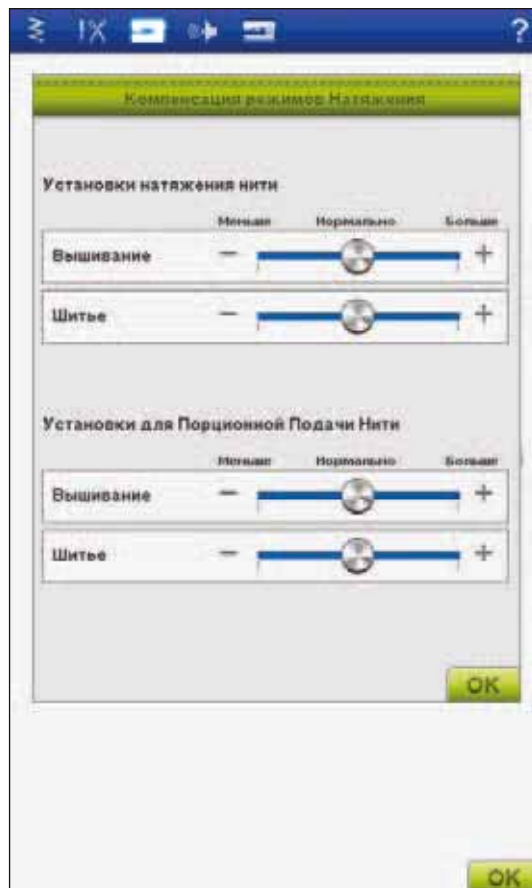 ?
Компенсация режимов Натяжения
Установки натяжения нити
Меньше Нормально Больше
Вышивание − +
Шитье − +
Установки для Порционной Подачи Нити
Меньше Нормально Больше
Вышивание − +
Шитье − +
OK
OK